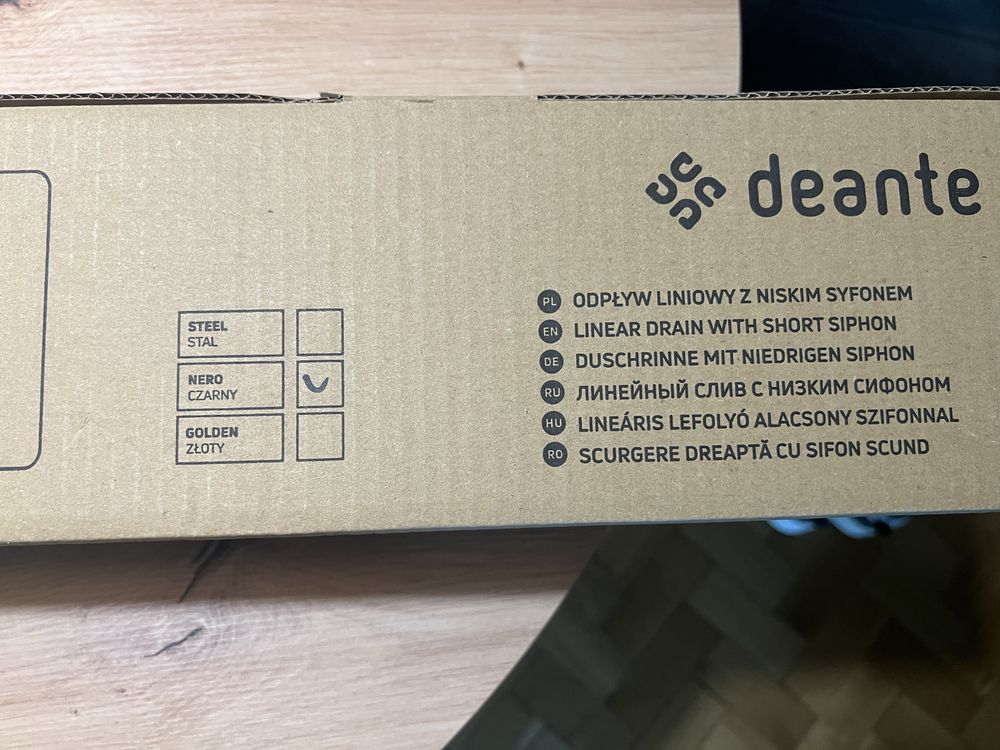 deante
STEEL
STAL
NERO
CZARNY
GOLDEN
ZŁOTY
PL ODPŁYW LINIOWY Z NISKIM SYFONEM
EN LINEAR DRAIN WITH SHORT SIPHON
DE DUSCHRINNE MIT NIEDRIGEN SIPHON
RU ЛИНЕЙНЫЙ СЛИВ С НИЗКИМ СИФОНОМ
HU LINEÁRIS LEFOLYÓ ALACSONY SZIFONNAL
RO SCURGERE DREAPTĂ CU SIFON SCUND